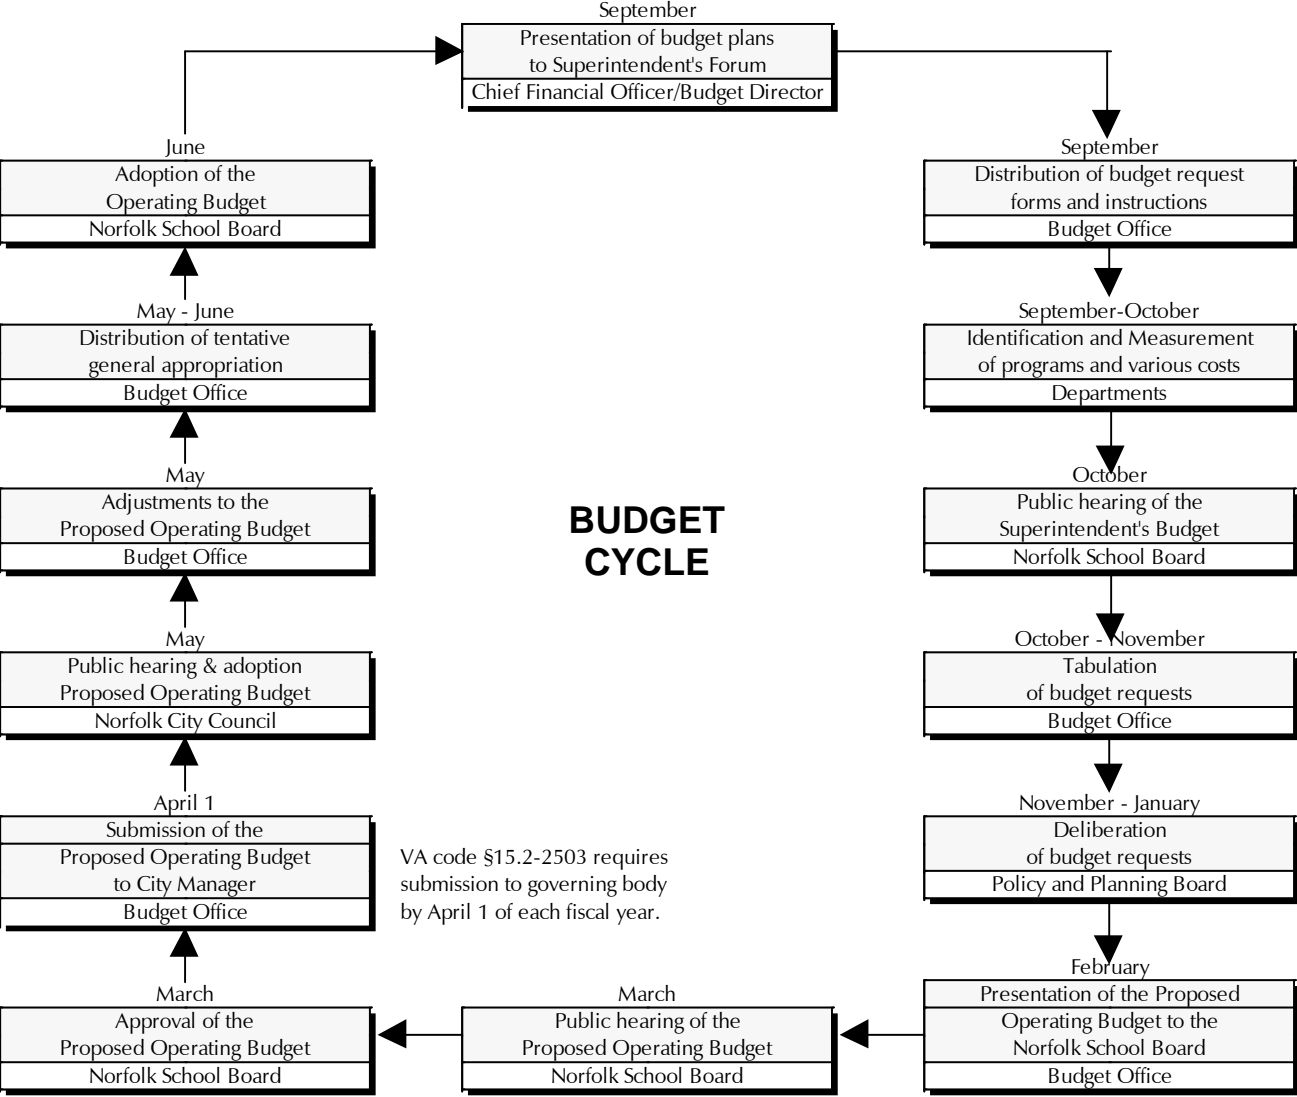 September
Presentation of budget plans
to Superintendent's Forum
Chief Financial Officer/Budget Director
September
Distribution of budget request
forms and instructions
Budget Office
September-October
Identification and Measurement
of programs and various costs
Departments
October
Public hearing of the
Superintendent's Budget
Norfolk School Board
October - November
Tabulation
of budget requests
Budget Office
November - January
Deliberation
of budget requests
Policy and Planning Board
February
Presentation of the Proposed
Operating Budget to the
Norfolk School Board
Budget Office
March
Public hearing of the
Proposed Operating Budget
Norfolk School Board
March
Approval of the
Proposed Operating Budget
Norfolk School Board
April 1
Submission of the
Proposed Operating Budget
to City Manager
Budget Office
VA code §15.2-2503 requires
submission to governing body
by April 1 of each fiscal year.
May
Public hearing & adoption
Proposed Operating Budget
Norfolk City Council
May
Adjustments to the
Proposed Operating Budget
Budget Office
May - June
Distribution of tentative
general appropriation
Budget Office
June
Adoption of the
Operating Budget
Norfolk School Board
BUDGET
CYCLE